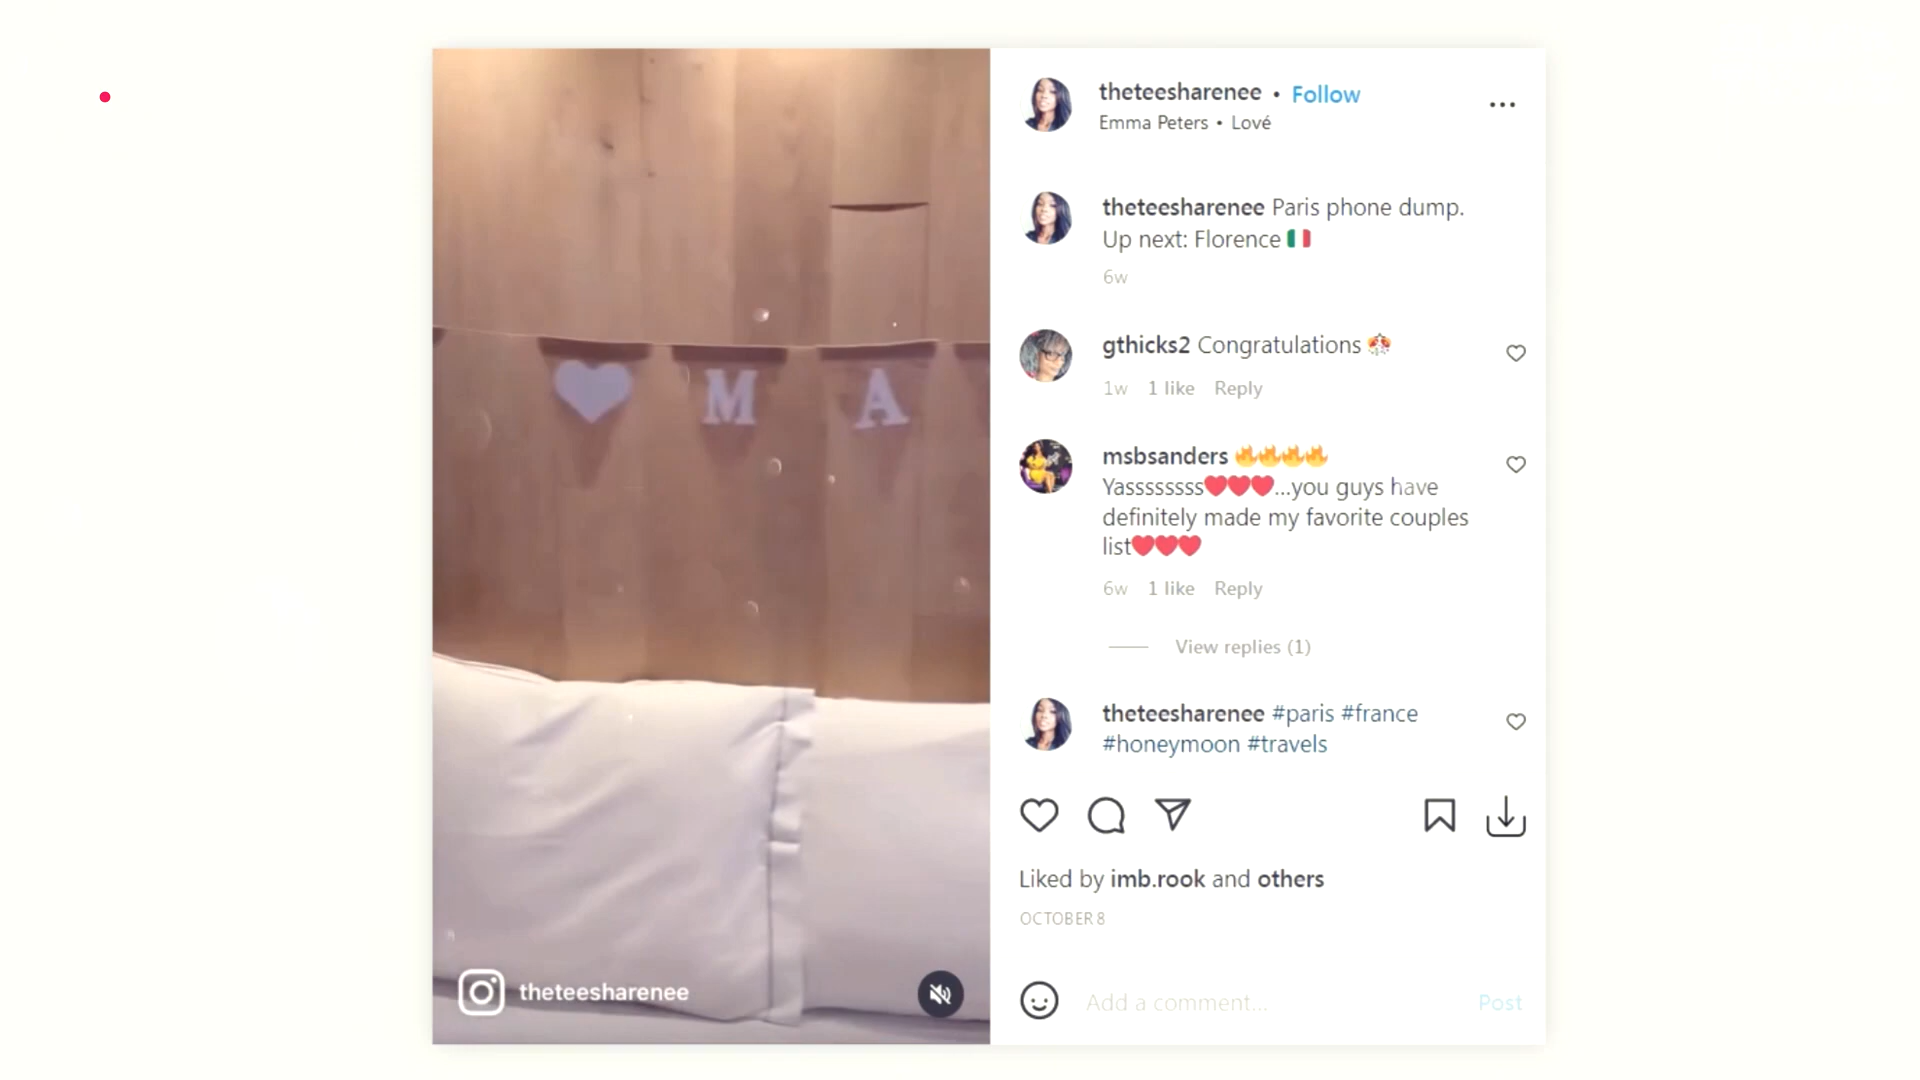 M A
theteesharenee
theteesharenee • Follow
Emma Peters • Lové
theteesharenee Paris phone dump.
Up next: Florence 🇮🇹
6w
gthicks2 Congratulations 🎊
1w 1 like Reply
msbsanders 🔥🔥🔥🔥
Yasssssssss❤️❤️❤️...you guys have
definitely made my favorite couples
list❤️❤️❤️
6w 1 like Reply
View replies (1)
theteesharenee #paris #france
#honeymoon #travels
Liked by imb.rook and others
OCTOBER 8
Add a comment...
Post